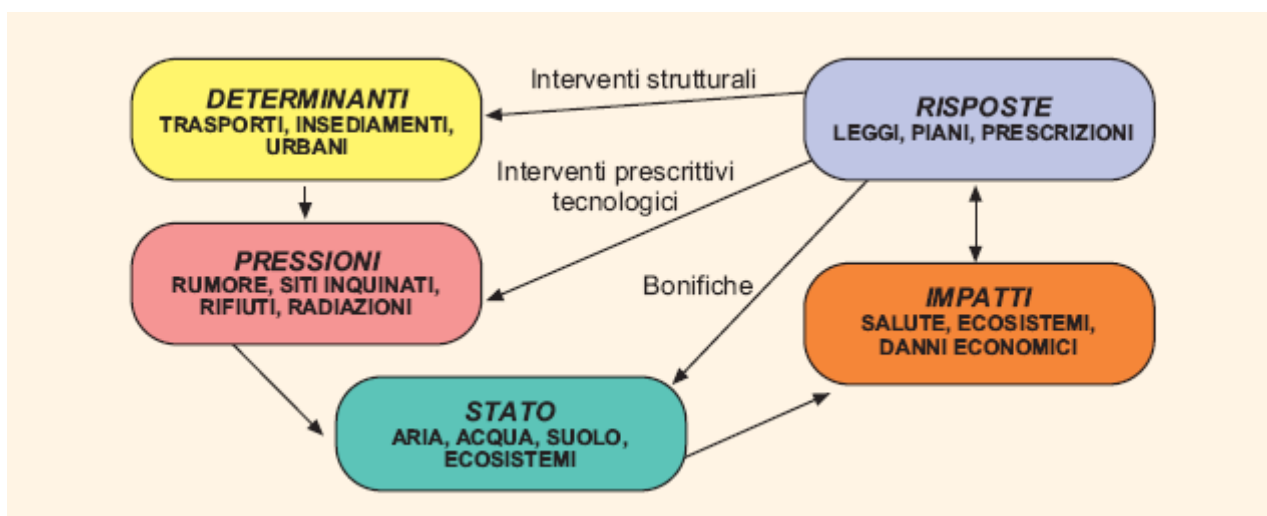 DETERMINANTI
TRASPORTI, INSEDIAMENTI,
URBANI
Interventi strutturali
RISPOSTE
LEGGI, PIANI, PRESCRIZIONI
Interventi prescrittivi
tecnologici
PRESSIONI
RUMORE, SITI INQUINATI,
RIFIUTI, RADIAZIONI
Bonifiche
IMPATTI
SALUTE, ECOSISTEMI,
DANNI ECONOMICI
STATO
ARIA, ACQUA, SUOLO,
ECOSISTEMI